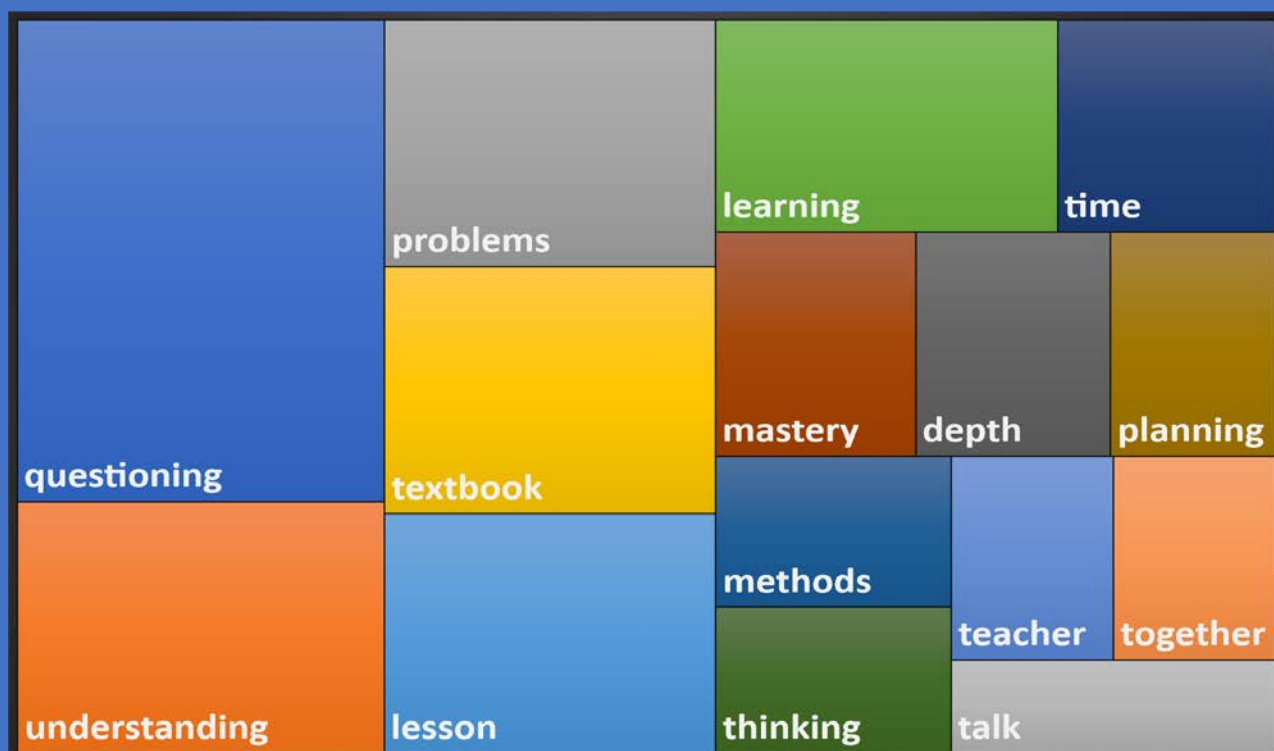 questioning
understanding
problems
textbook
lesson
learning
time
mastery
depth
planning
methods
thinking
teacher
together
talk